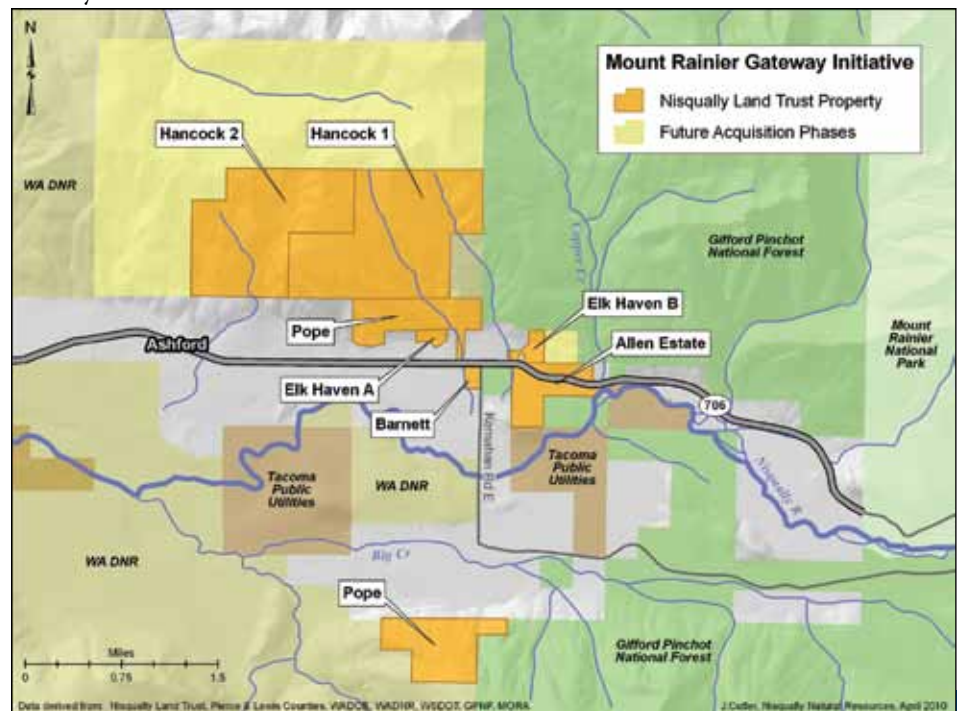 N
Mount Rainier Gateway Initiative
Nisqually Land Trust Property
Future Acquisition Phases
Hancock 2
Hancock 1
WA DNR
Gifford Pinchot
National Forest
Copper Cr
Elk Haven B
Pope
Allen Estate
Mount
Rainier
National
Park
Ashford
Elk Haven A
706
Barnett
Kernahan Rd E
Tacoma
Public
Utilities
WA DNR
Tacoma
Public
Utilities
Nisqually R
Big Cr
WA DNR
Pope
Gifford Pinchot
National Forest
Miles
0 0.75 1.5
Data derived from: Nisqually Land Trust, Pierce & Lewis Counties, WADOE, WADNR, WSDOT, GPNF, MORA
J.Cutler, Nisqually Natural Resources, April 2010